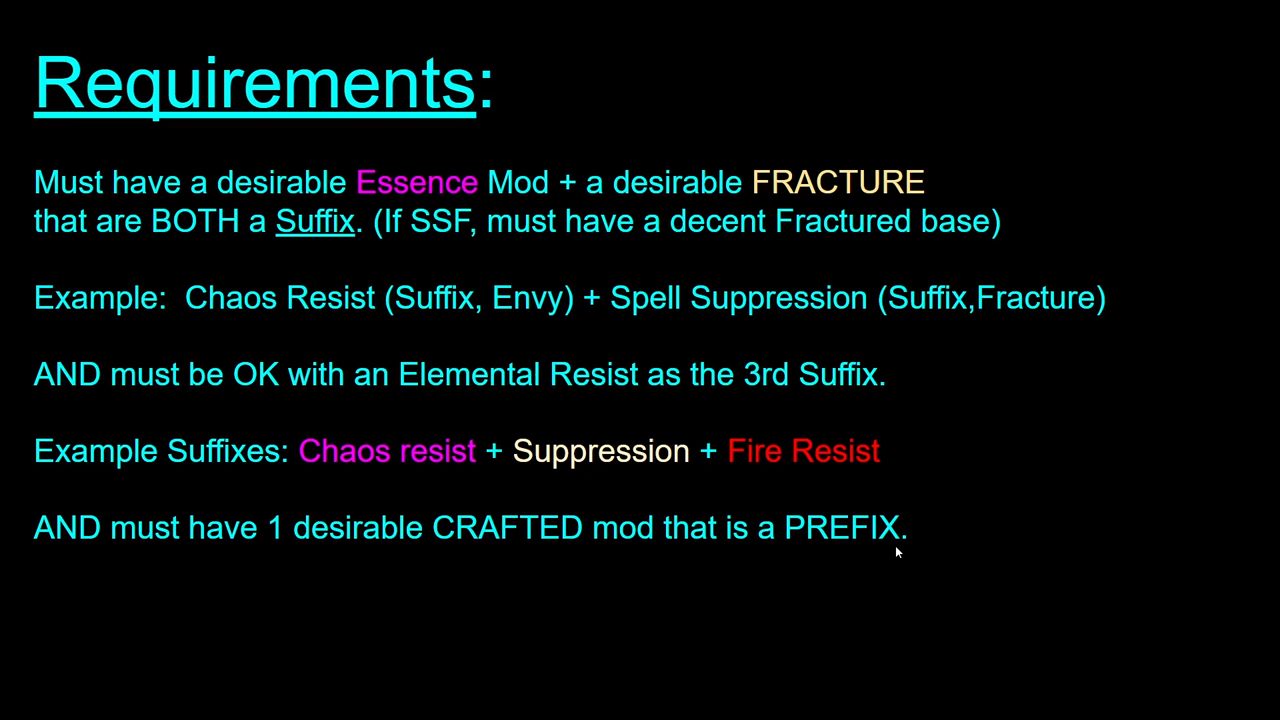 Requirements:
Must have a desirable Essence Mod + a desirable FRACTURE
that are BOTH a Suffix. (If SSF, must have a decent Fractured base)
Example:  Chaos Resist (Suffix, Envy) + Spell Suppression (Suffix,Fracture)
AND must be OK with an Elemental Resist as the 3rd Suffix.
Example Suffixes: Chaos resist + Suppression + Fire Resist
AND must have 1 desirable CRAFTED mod that is a PREFIX.